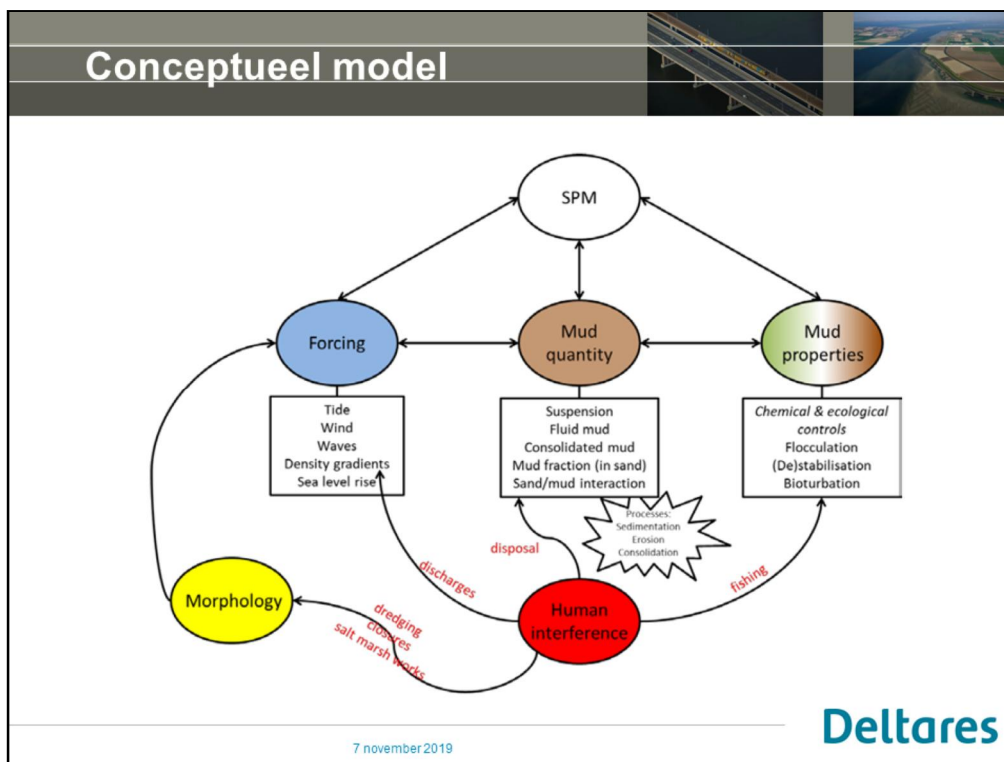 Conceptueel model
SPM
Forcing
Mud
quantity
Mud
properties
Tide
Wind
Waves
Density gradients
Sea level rise
Suspension
Fluid mud
Consolidated mud
Mud fraction (in sand)
Sand/mud interaction
Chemical & ecological
controls
Flocculation
(De)stabilisation
Bioturbation
Processes:
Sedimentation
Erosion
Consolidation
disposal
discharges
fishing
Morphology
dredging
closures
salt marsh works
Human
interference
7 november 2019
Deltares